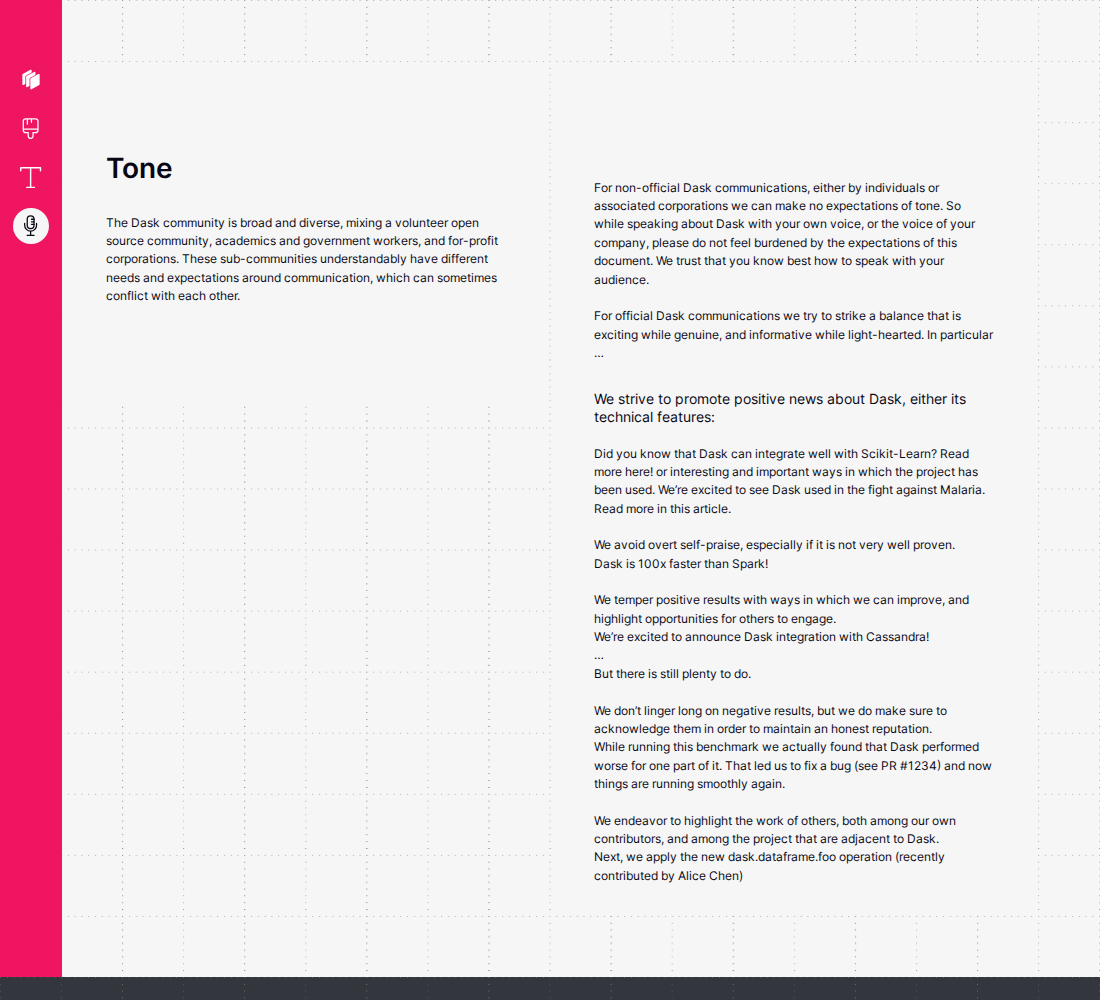 Tone
The Dask community is broad and diverse, mixing a volunteer open
source community, academics and government workers, and for-profit
corporations. These sub-communities understandably have different
needs and expectations around communication, which can sometimes
conflict with each other.
For non-official Dask communications, either by individuals or
associated corporations we can make no expectations of tone. So
while speaking about Dask with your own voice, or the voice of your
company, please do not feel burdened by the expectations of this
document. We trust that you know best how to speak with your
audience.
For official Dask communications we try to strike a balance that is
exciting while genuine, and informative while light-hearted. In particular
...
We strive to promote positive news about Dask, either its
technical features:
Did you know that Dask can integrate well with Scikit-Learn? Read
more here! or interesting and important ways in which the project has
been used. We’re excited to see Dask used in the fight against Malaria.
Read more in this article.
We avoid overt self-praise, especially if it is not very well proven.
Dask is 100x faster than Spark!
We temper positive results with ways in which we can improve, and
highlight opportunities for others to engage.
We’re excited to announce Dask integration with Cassandra!
...
But there is still plenty to do.
We don’t linger long on negative results, but we do make sure to
acknowledge them in order to maintain an honest reputation.
While running this benchmark we actually found that Dask performed
worse for one part of it. That led us to fix a bug (see PR #1234) and now
things are running smoothly again.
We endeavor to highlight the work of others, both among our own
contributors, and among the project that are adjacent to Dask.
Next, we apply the new dask.dataframe.foo operation (recently
contributed by Alice Chen)